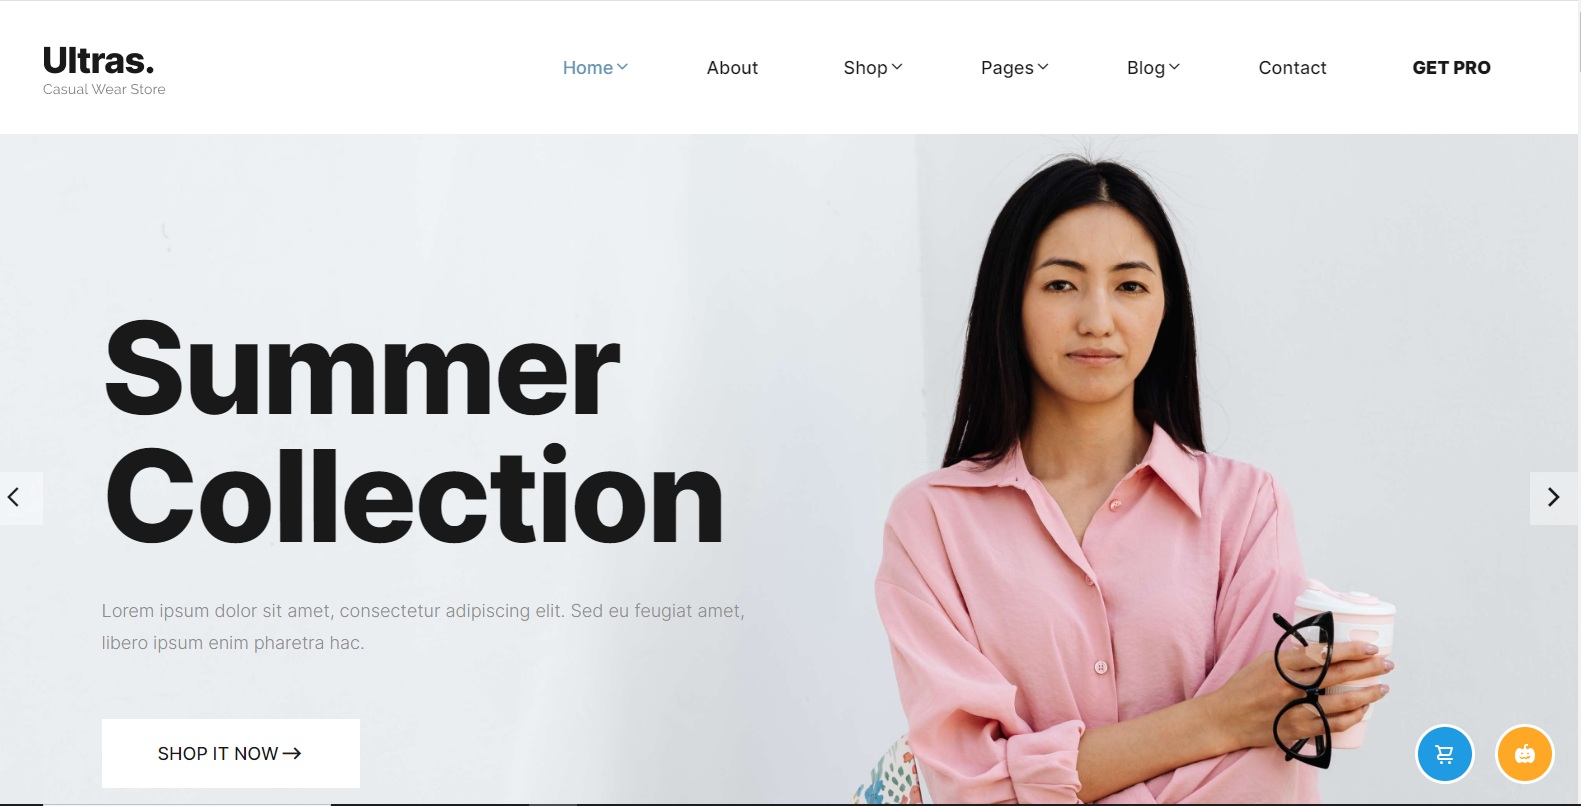 Ultras.
Casual Wear Store
Home
About
Shop
Pages
Blog
Contact
GET PRO
Summer
Collection
Lorem ipsum dolor sit amet, consectetur adipiscing elit. Sed eu feugiat amet,
libero ipsum enim pharetra hac.
SHOP IT NOW